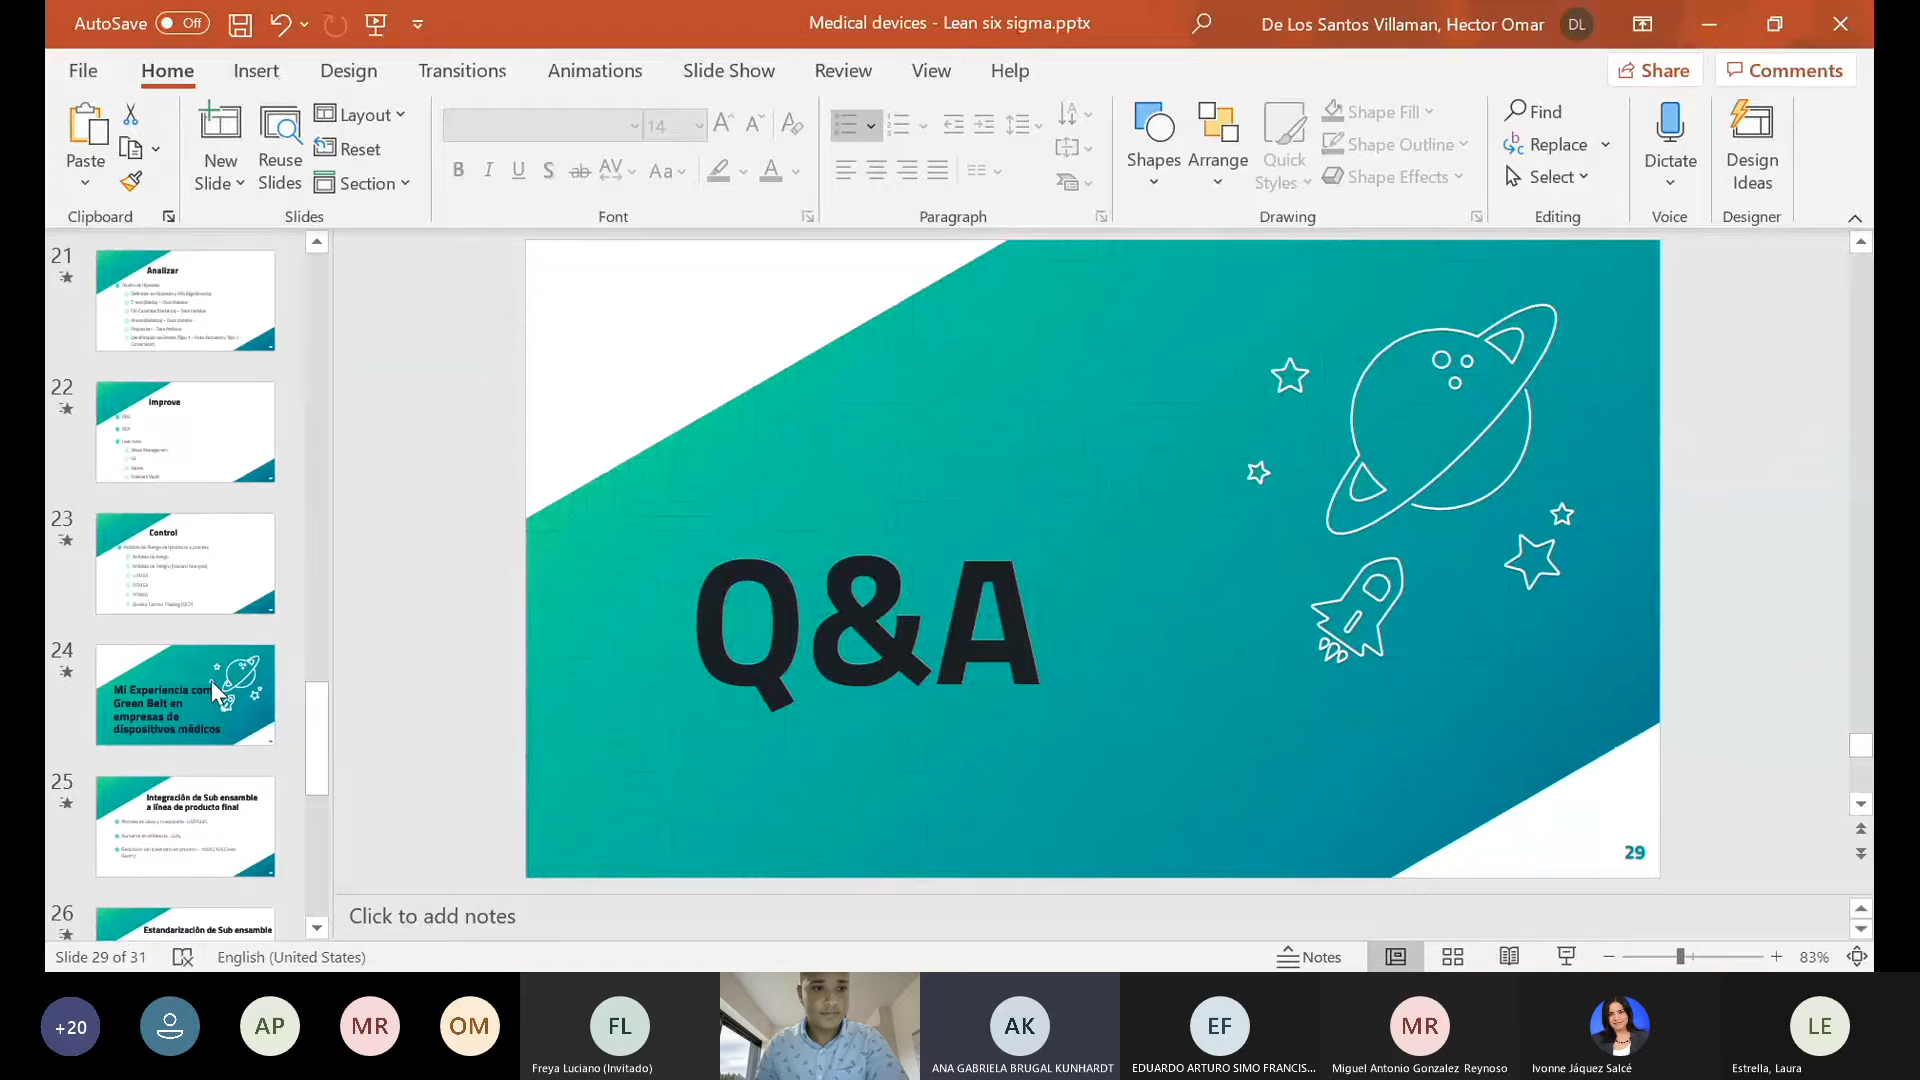 AutoSave Off
Medical devices - Lean six sigma.pptx
De Los Santos Villaman, Hector Omar DL
File Home Insert Design Transitions Animations Slide Show Review View Help
Share Comments
Paste
New Slide
Reuse Slides
Layout
Reset
Section
14
B I U S ab AV Aa A
Shapes Arrange Quick Styles
Shape Fill
Shape Outline
Shape Effects
Find
Replace
Select
Dictate
Design Ideas
Clipboard Slides Font Paragraph Drawing Editing Voice Designer
21
Analizar
22
Improve
23
Control
24
Mi Experiencia com
Green Belt en
empresas de
dispositivos médicos
25
Integración de Sub ensamble
a línea de producto final
26
Estandarización de Sub ensamble
Q&A
29
Click to add notes
Slide 29 of 31
English (United States)
Notes
83%
+20
AP
MR
OM
FL
Freya Luciano (Invitado)
AK
ANA GABRIELA BRUGAL KUNHARDT
EF
EDUARDO ARTURO SIMO FRANCIS...
MR
Miguel Antonio Gonzalez Reynoso
Ivonne Jáquez Salcé
LE
Estrella, Laura